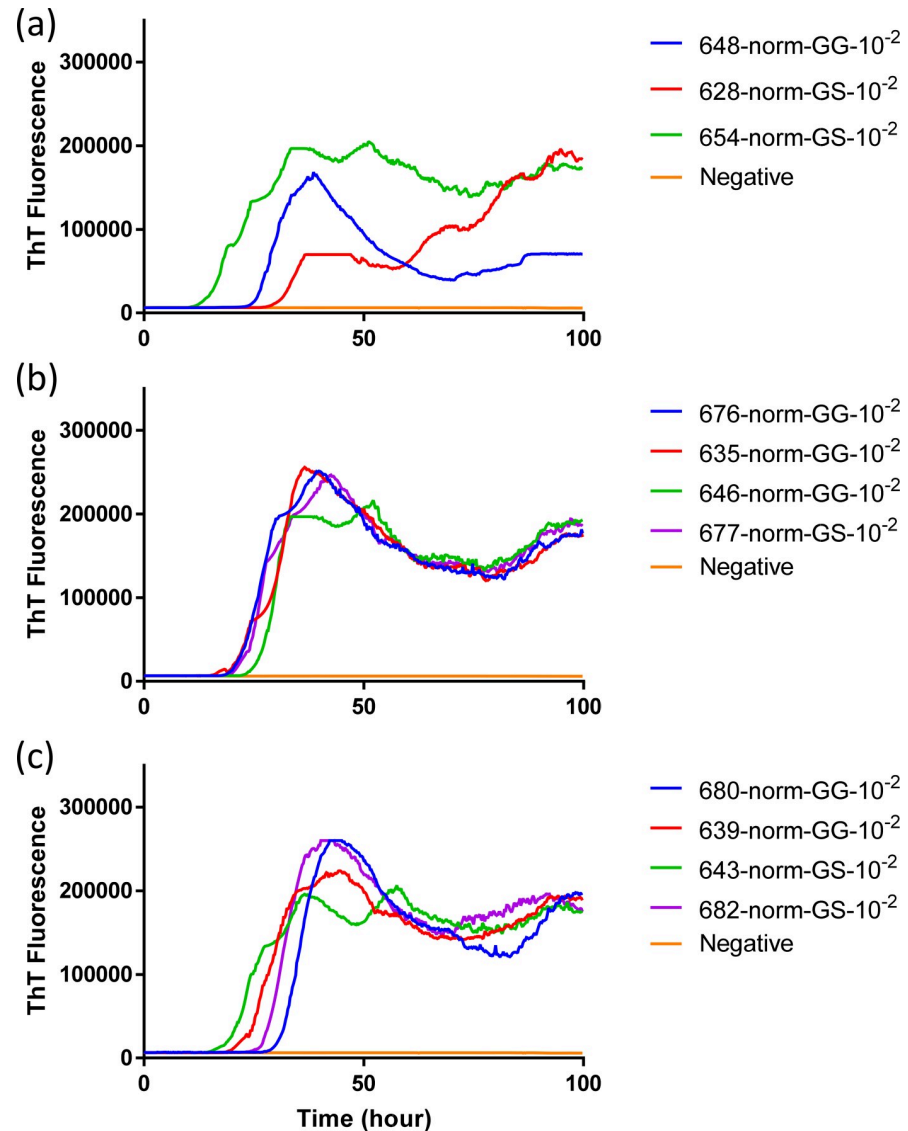 (a)
ThT Fluorescence
300000
200000
100000
0
0
50
100
648-norm-GG-10⁻²
628-norm-GS-10⁻²
654-norm-GS-10⁻²
Negative
(b)
ThT Fluorescence
300000
200000
100000
0
0
50
100
676-norm-GG-10⁻²
635-norm-GG-10⁻²
646-norm-GG-10⁻²
677-norm-GS-10⁻²
Negative
(c)
ThT Fluorescence
300000
200000
100000
0
0
50
100
Time (hour)
680-norm-GG-10⁻²
639-norm-GG-10⁻²
643-norm-GS-10⁻²
682-norm-GS-10⁻²
Negative